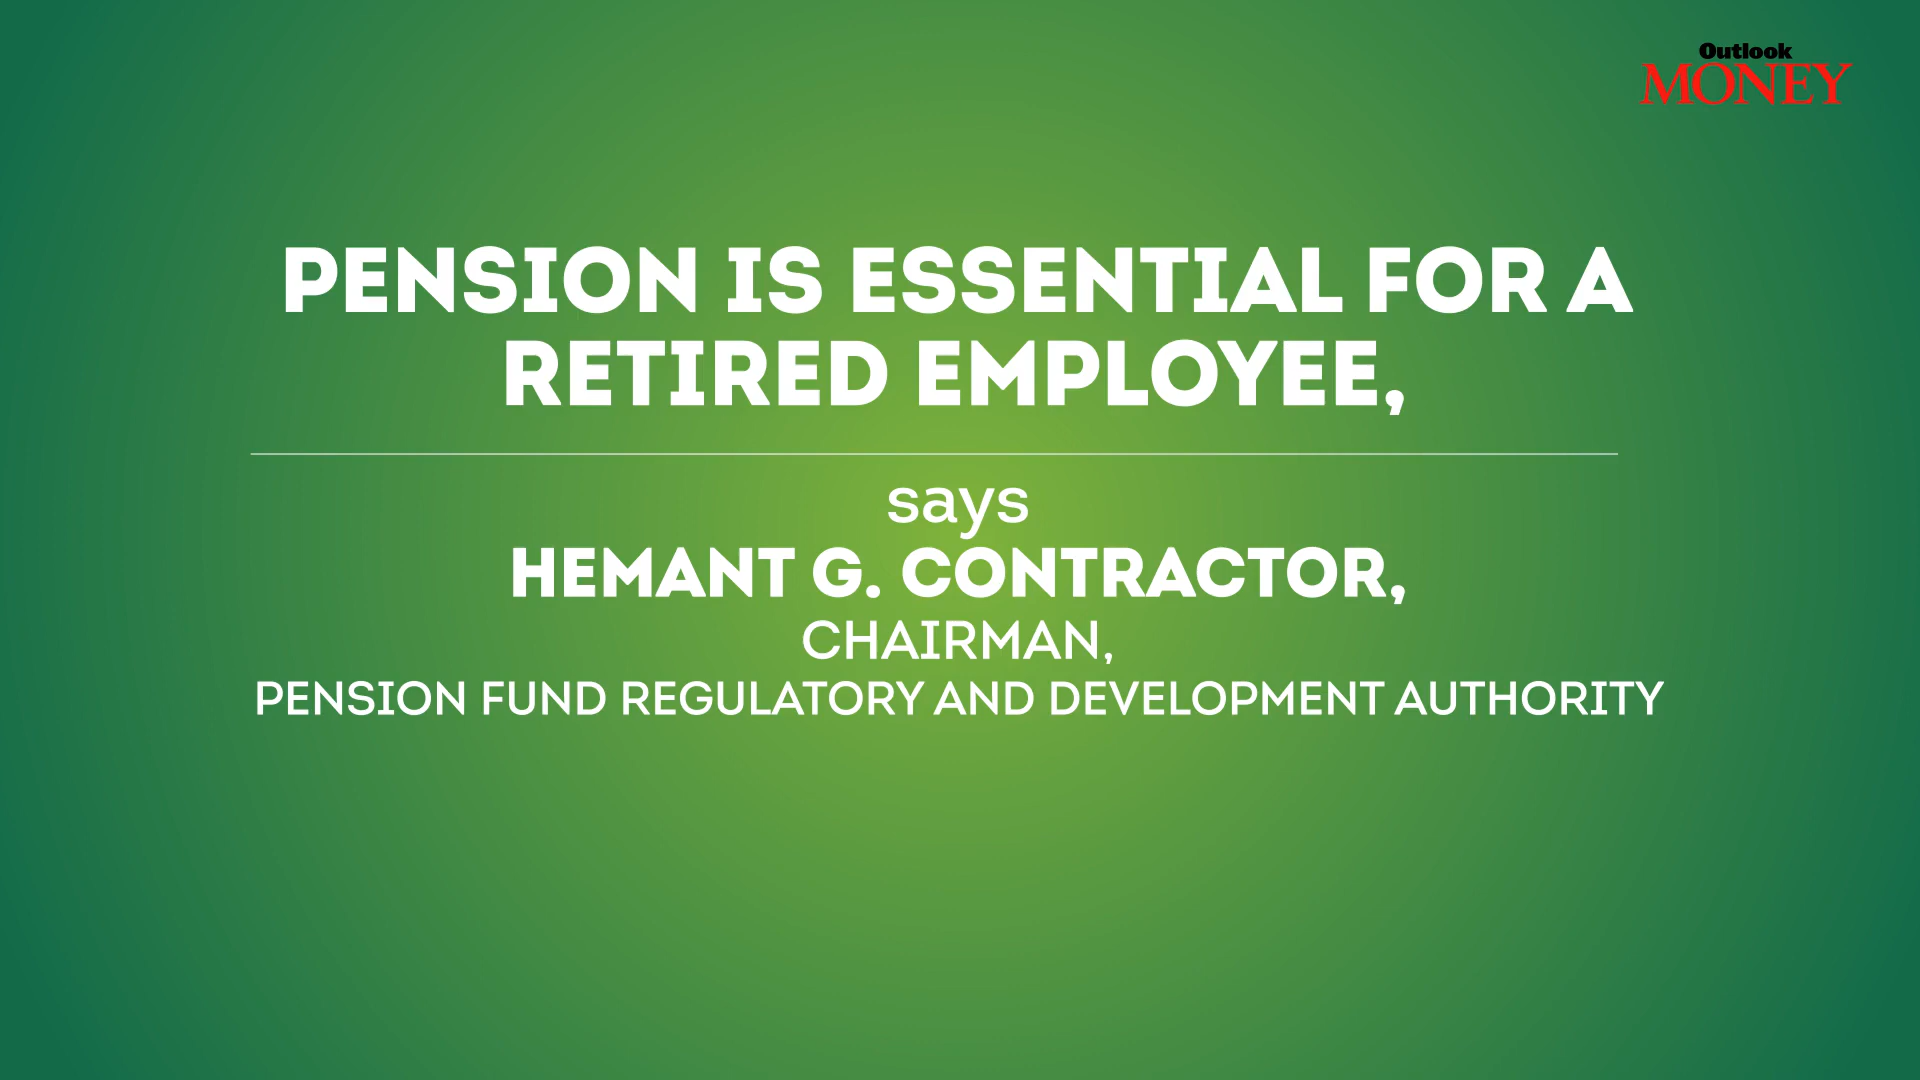 Outlook
MONEY
PENSION IS ESSENTIAL FOR A
RETIRED EMPLOYEE,
says
HEMANT G. CONTRACTOR,
CHAIRMAN,
PENSION FUND REGULATORY AND DEVELOPMENT AUTHORITY